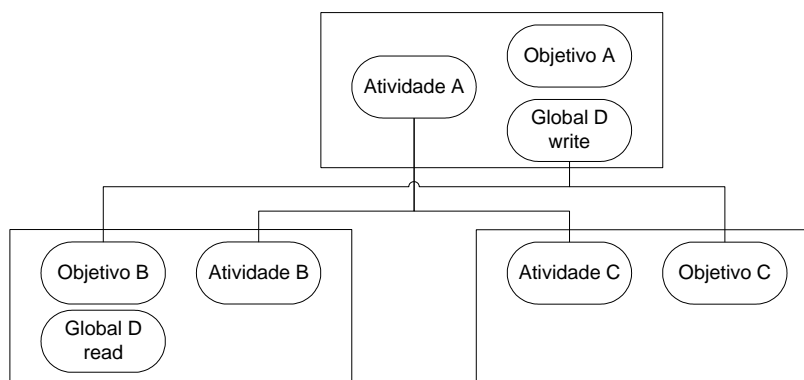 Objetivo A
Atividade A
Global D
write
Objetivo B
Atividade B
Atividade C
Objetivo C
Global D
read